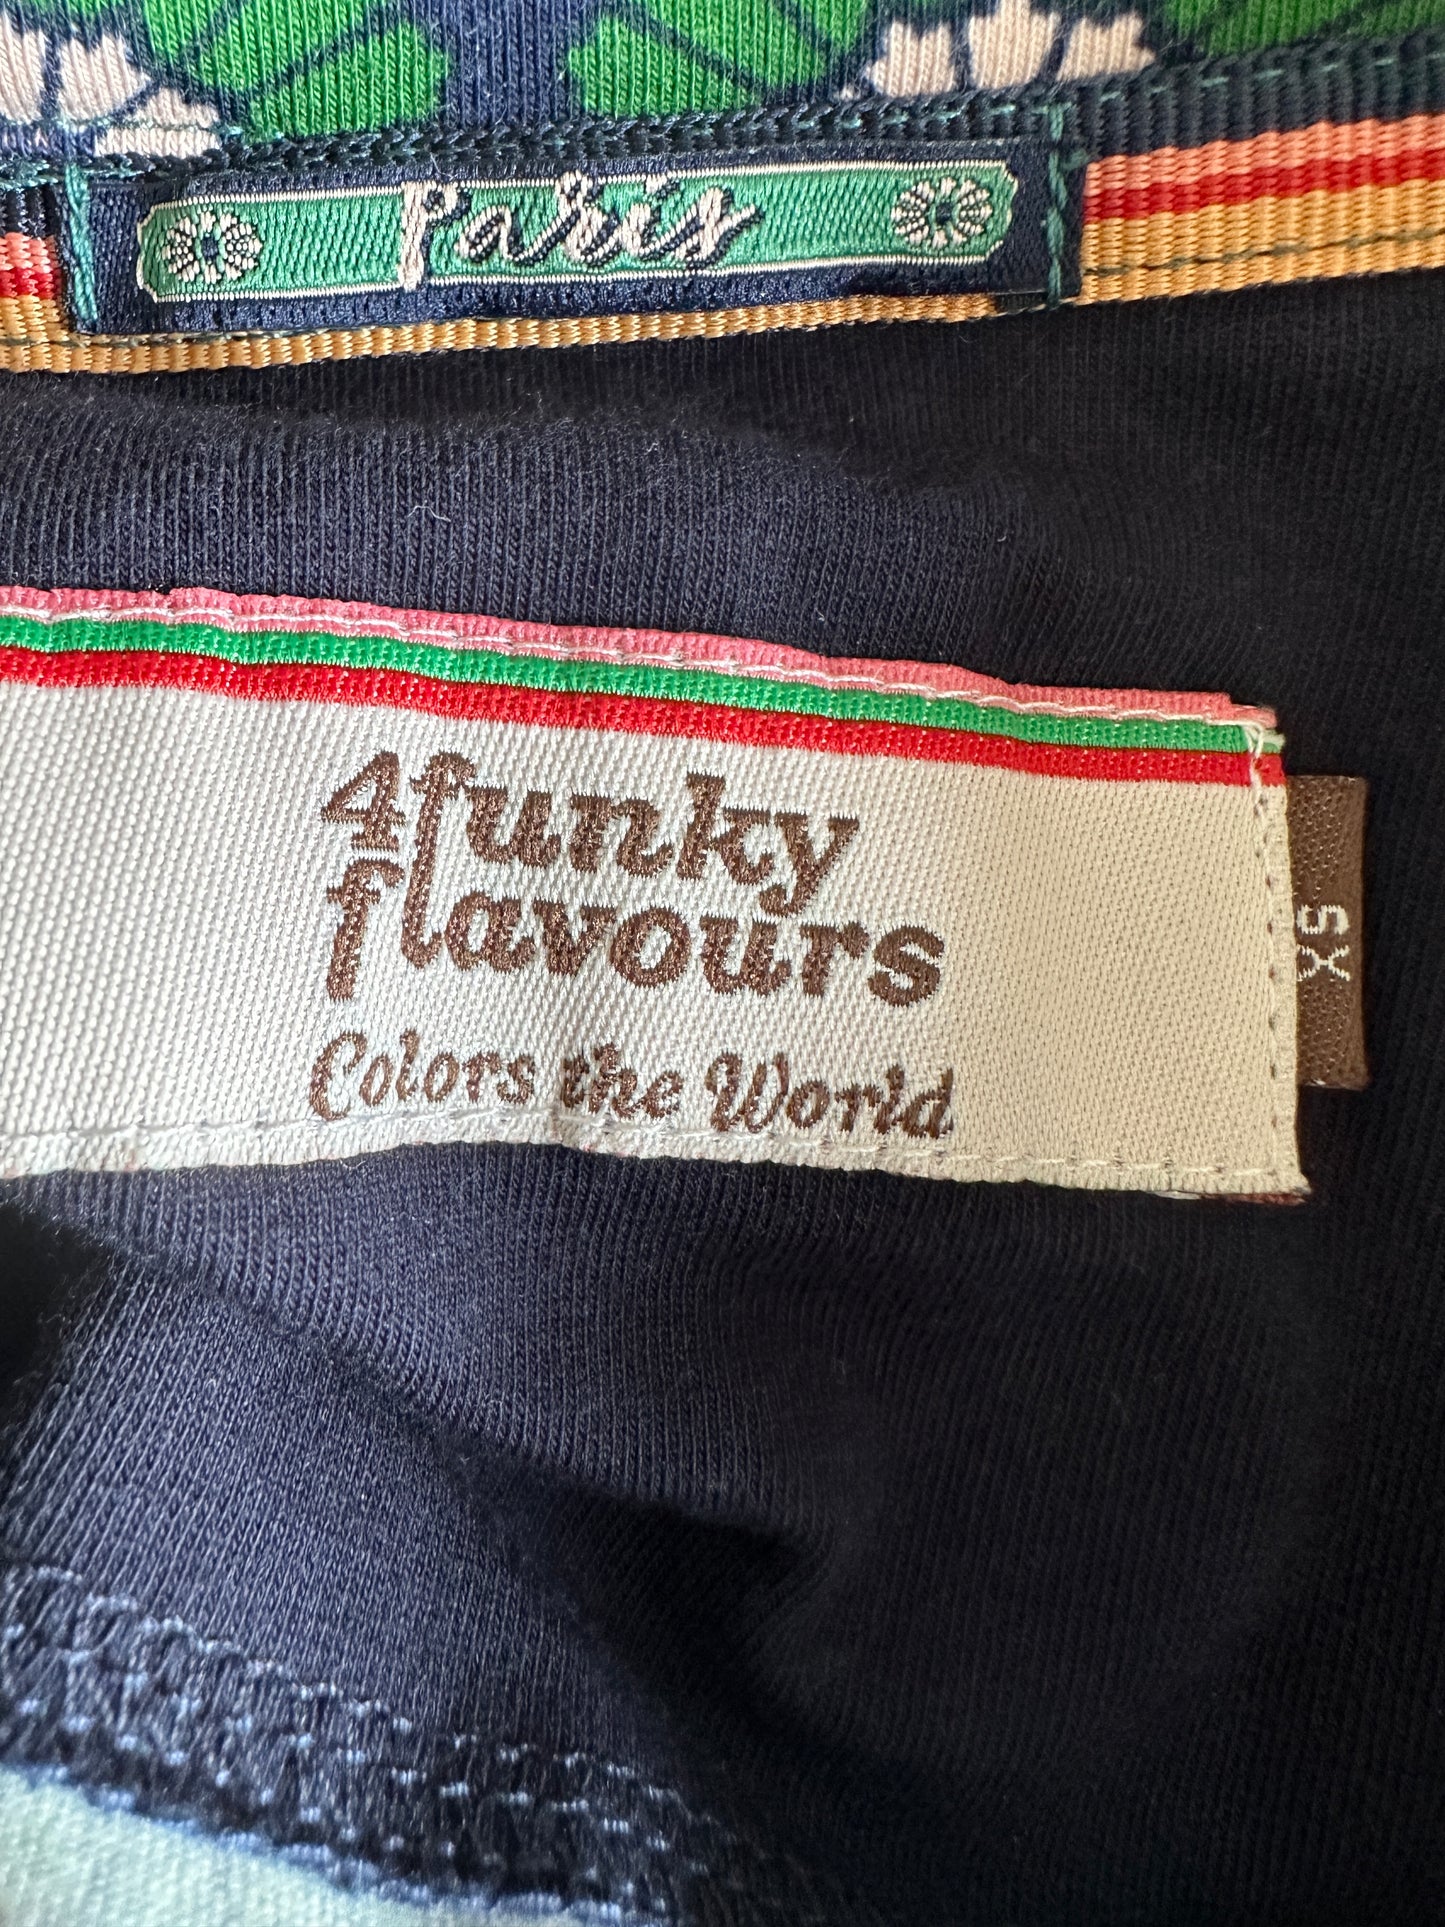 Paris
4funky
flavours
Colors the World
XS